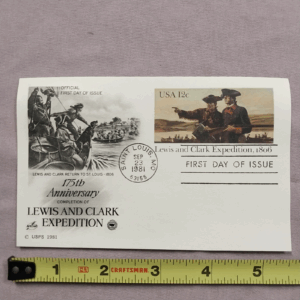 OFFICIAL
FIRST DAY OF ISSUE
LEWIS AND CLARK RETURN TO ST. LOUIS 1806
175th
Anniversary
COMPLETION OF
LEWIS AND CLARK
EXPEDITION
© USPS 1981
USA 12c
Lewis and Clark Expedition, 1806
SAINT LOUIS, MO
SEP
23
1981
FIRST DAY OF ISSUE
1 2 CRAFTSMAN 3 4 5